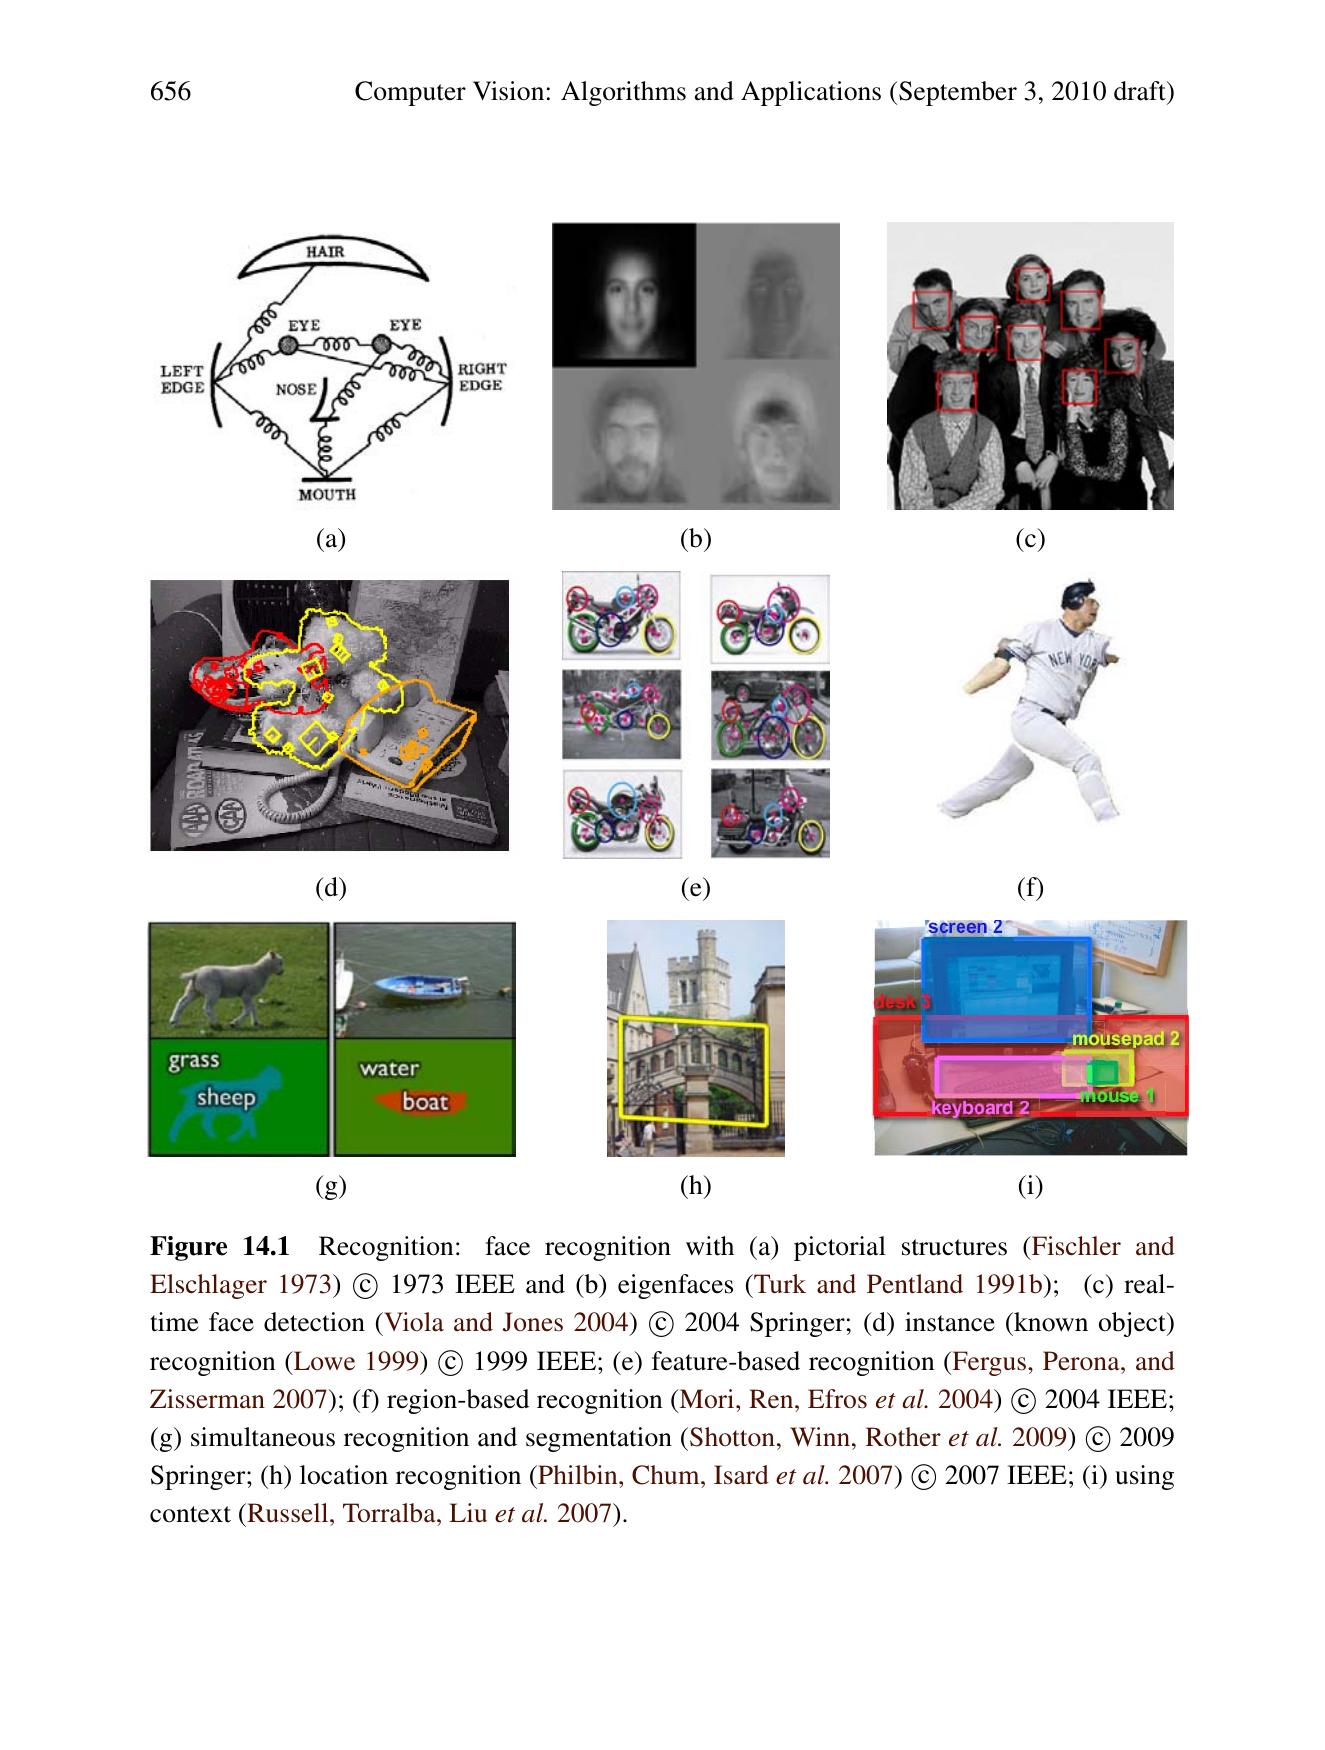 656 Computer Vision: Algorithms and Applications (September 3, 2010 draft)
HAIR
EYE EYE
LEFT
EDGE
NOSE
RIGHT
EDGE
MOUTH
(a) (b) (c)
NEW YOR
ROAD ATLAS
AAA
(d) (e) (f)
grass
sheep
water
boat
screen 2
desk 3
mousepad 2
mouse 1
keyboard 2
(g) (h) (i)
Figure 14.1 Recognition: face recognition with (a) pictorial structures (Fischler and
Elschlager 1973) © 1973 IEEE and (b) eigenfaces (Turk and Pentland 1991b); (c) real-
time face detection (Viola and Jones 2004) © 2004 Springer; (d) instance (known object)
recognition (Lowe 1999) © 1999 IEEE; (e) feature-based recognition (Fergus, Perona, and
Zisserman 2007); (f) region-based recognition (Mori, Ren, Efros et al. 2004) © 2004 IEEE;
(g) simultaneous recognition and segmentation (Shotton, Winn, Rother et al. 2009) © 2009
Springer; (h) location recognition (Philbin, Chum, Isard et al. 2007) © 2007 IEEE; (i) using
context (Russell, Torralba, Liu et al. 2007).